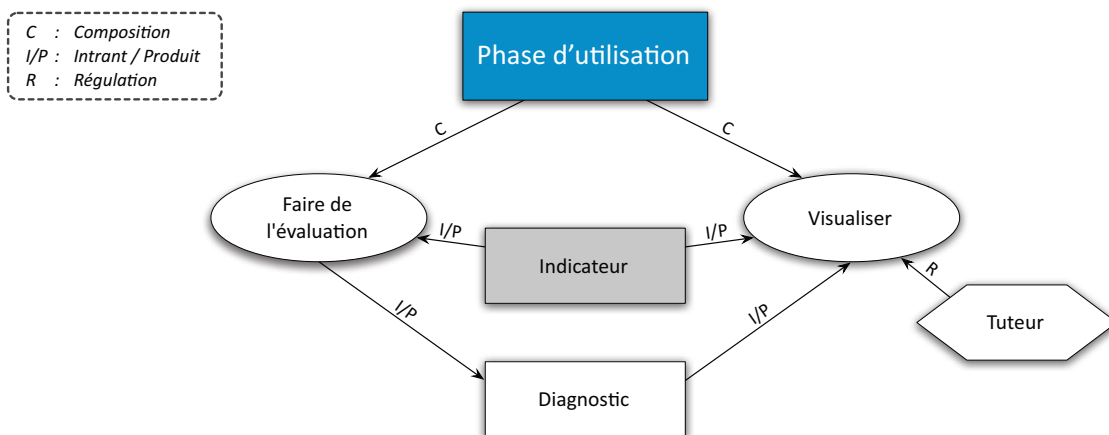 C : Composition
I/P : Intrant / Produit
R : Régulation
Phase d’utilisation
C
C
Faire de
l'évaluation
Visualiser
I/P
I/P
Indicateur
R
I/P
I/P
Tuteur
Diagnostic